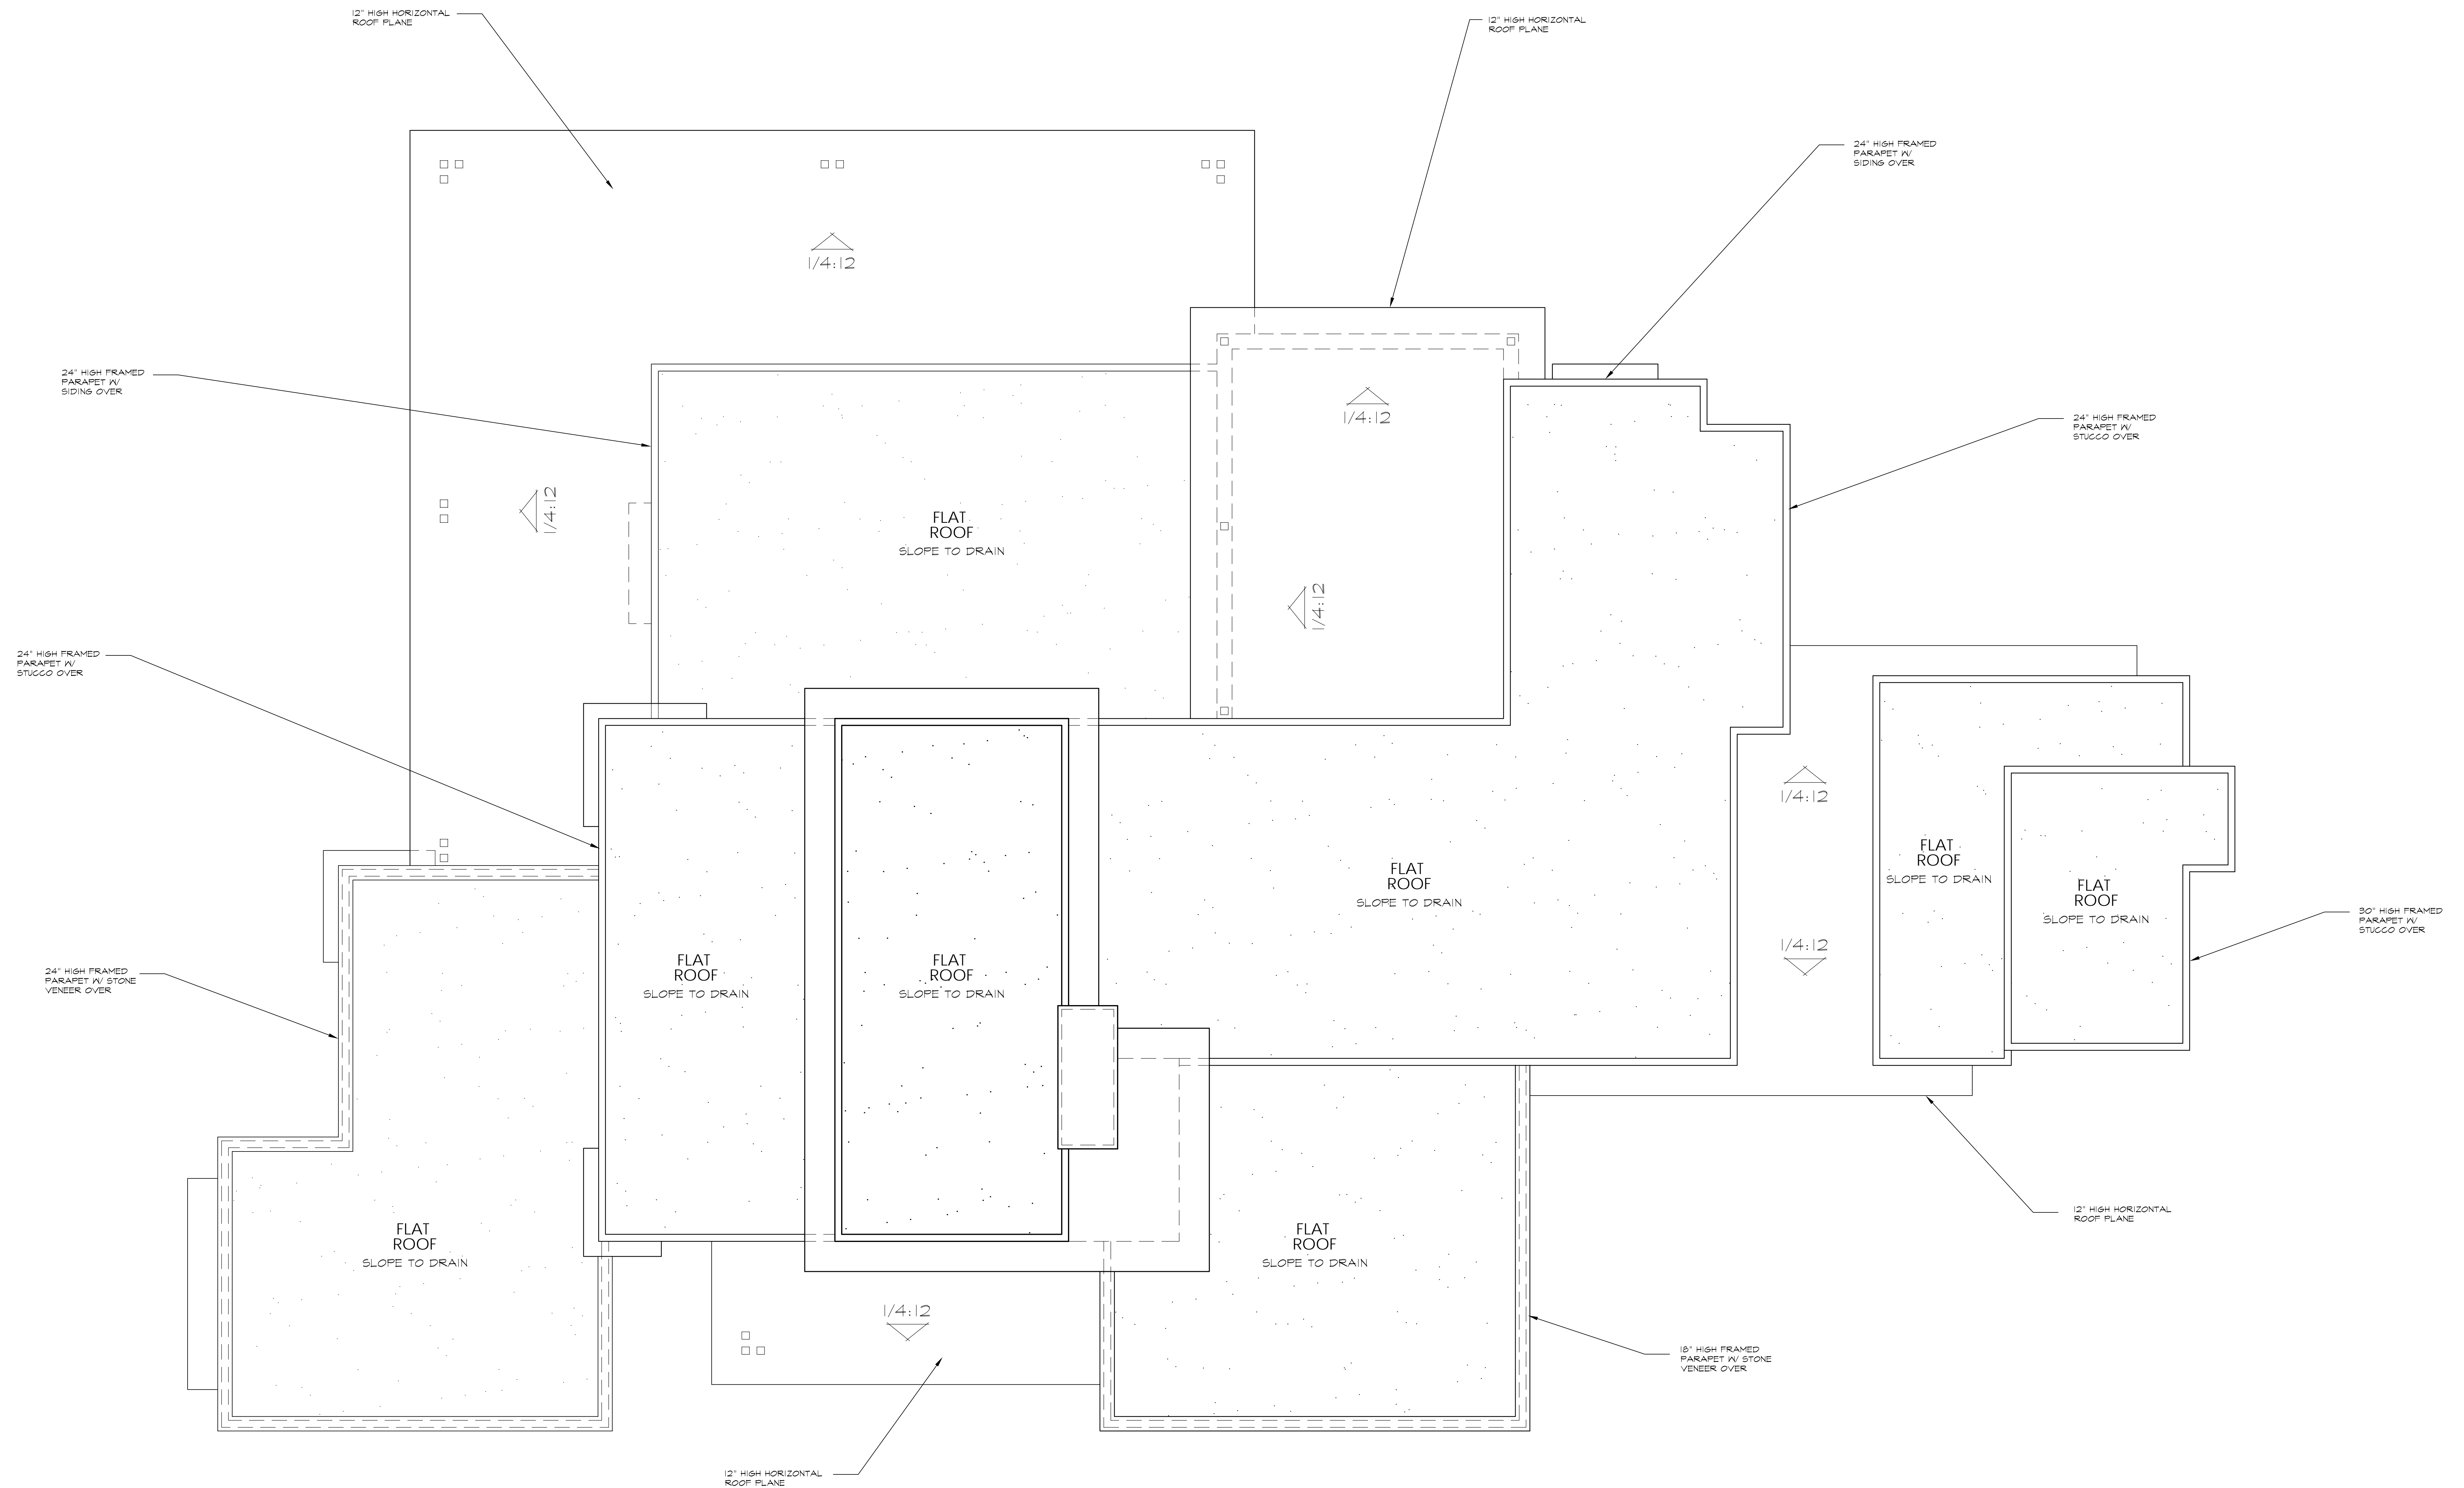 12" HIGH HORIZONTAL
ROOF PLANE
12" HIGH HORIZONTAL
ROOF PLANE
24" HIGH FRAMED
PARAPET W/
SIDING OVER
1/4:12
24" HIGH FRAMED
PARAPET W/
SIDING OVER
1/4:12
24" HIGH FRAMED
PARAPET W/
STUCCO OVER
1/4:12
FLAT
ROOF
SLOPE TO DRAIN
1/4:12
24" HIGH FRAMED
PARAPET W/
STUCCO OVER
1/4:12
FLAT
ROOF
SLOPE TO DRAIN
FLAT
ROOF
SLOPE TO DRAIN
FLAT
ROOF
SLOPE TO DRAIN
30" HIGH FRAMED
PARAPET W/
STUCCO OVER
1/4:12
24" HIGH FRAMED
PARAPET W/ STONE
VENEER OVER
FLAT
ROOF
SLOPE TO DRAIN
FLAT
ROOF
SLOPE TO DRAIN
12" HIGH HORIZONTAL
ROOF PLANE
FLAT
ROOF
SLOPE TO DRAIN
FLAT
ROOF
SLOPE TO DRAIN
1/4:12
18" HIGH FRAMED
PARAPET W/ STONE
VENEER OVER
12" HIGH HORIZONTAL
ROOF PLANE